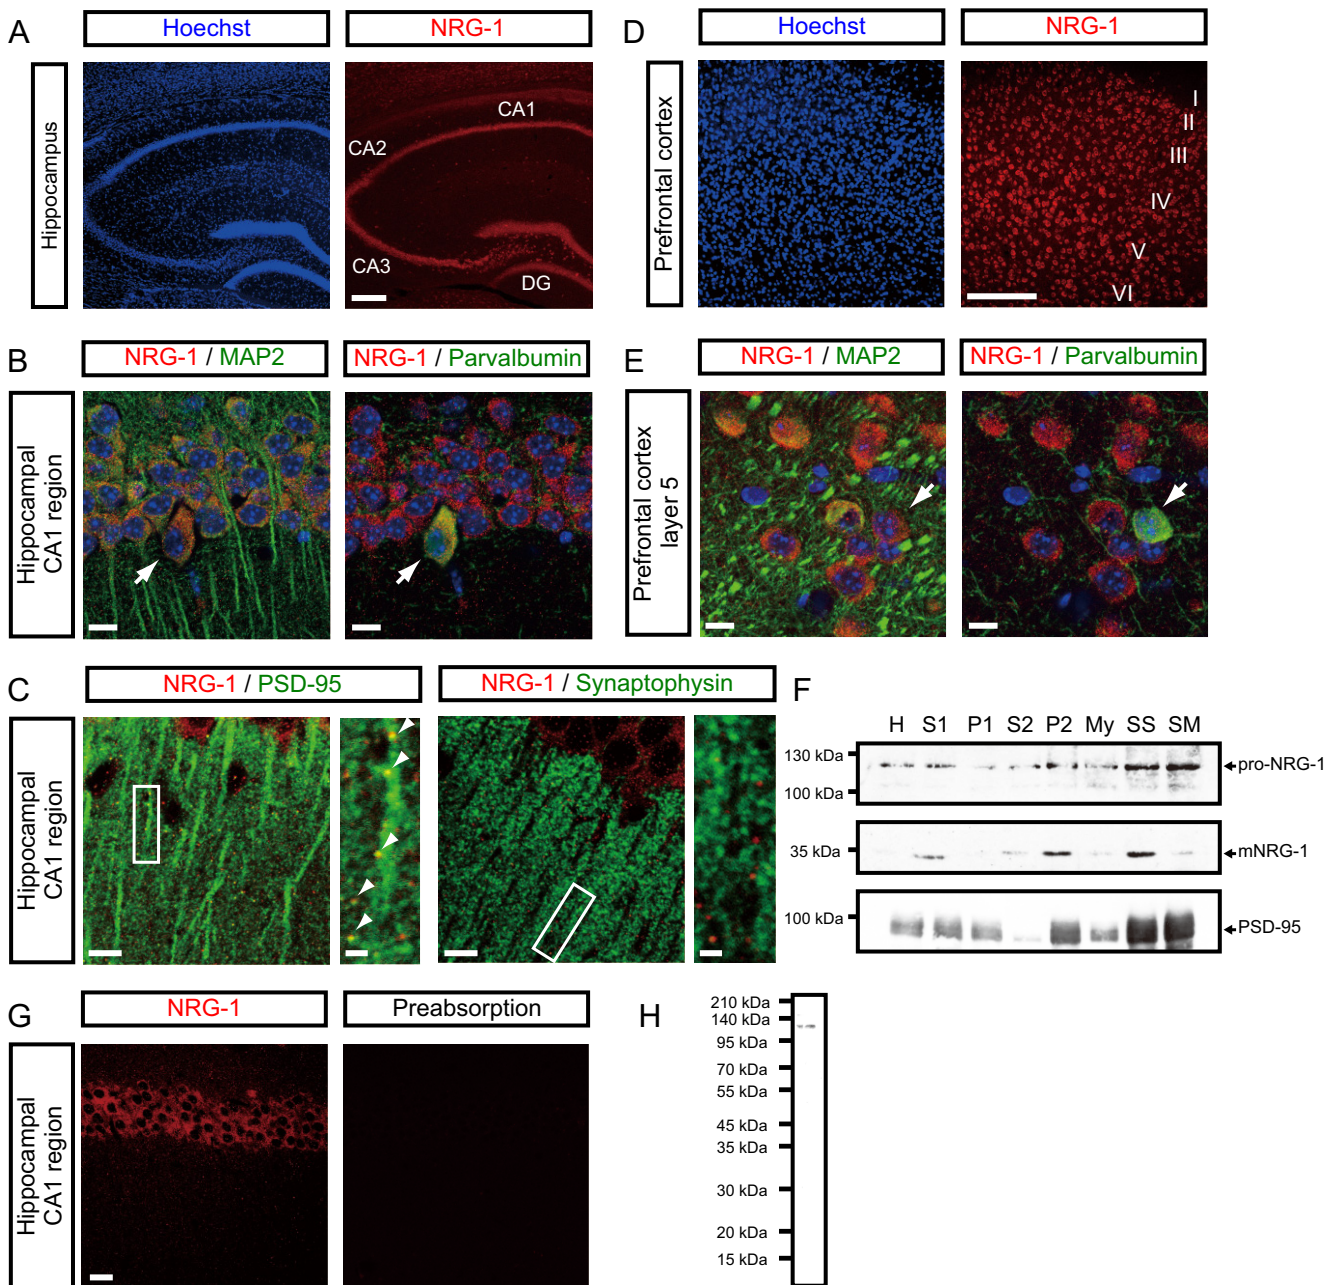 A
Hoechst
NRG-1
Hippocampus
CA1
CA2
CA3
DG
B
NRG-1 / MAP2
NRG-1 / Parvalbumin
Hippocampal
CA1 region
C
NRG-1 / PSD-95
NRG-1 / Synaptophysin
Hippocampal
CA1 region
D
Hoechst
NRG-1
Prefrontal cortex
I
II
III
IV
V
VI
E
NRG-1 / MAP2
NRG-1 / Parvalbumin
Prefrontal cortex
layer 5
F
H S1 P1 S2 P2 My SS SM
130 kDa
100 kDa
pro-NRG-1
35 kDa
mNRG-1
100 kDa
PSD-95
G
NRG-1
Preabsorption
Hippocampal
CA1 region
H
210 kDa
140 kDa
95 kDa
70 kDa
55 kDa
45 kDa
35 kDa
30 kDa
20 kDa
15 kDa